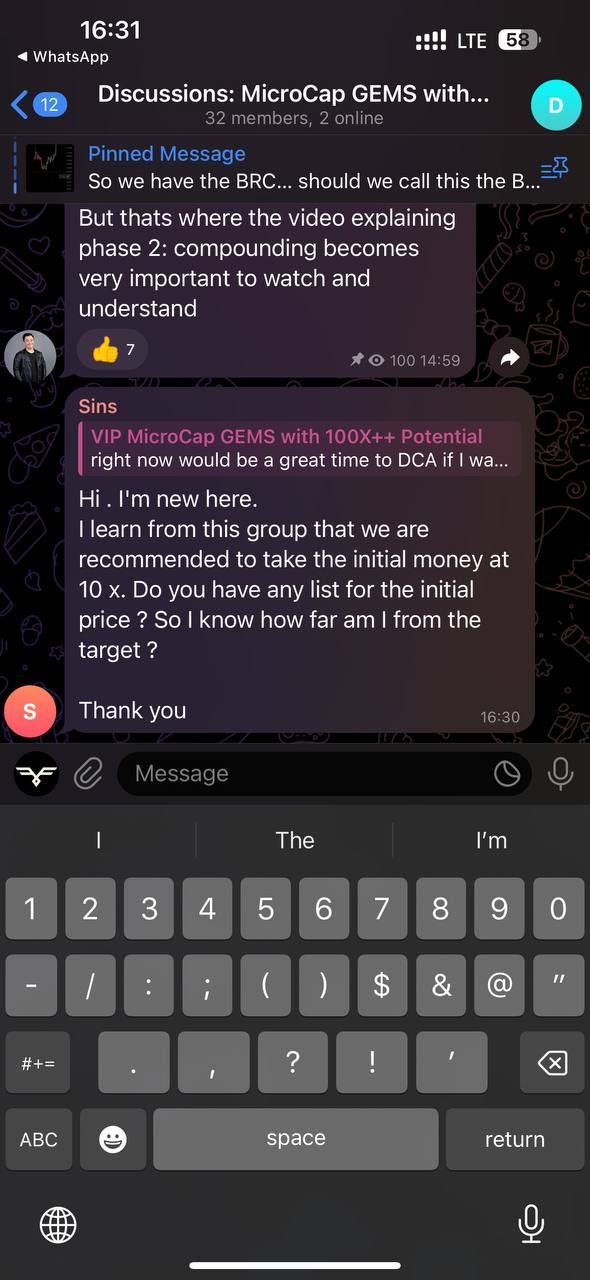 16:31
LTE 58
◀ WhatsApp
12
Discussions: MicroCap GEMS with...
32 members, 2 online
D
Pinned Message
So we have the BRC... should we call this the B...
But thats where the video explaining
phase 2: compounding becomes
very important to watch and
understand
👍 7
100 14:59
Sins
VIP MicroCap GEMS with 100X++ Potential
right now would be a great time to DCA if I wa...
Hi . I'm new here.
I learn from this group that we are
recommended to take the initial money at
10 x. Do you have any list for the initial
price ? So I know how far am I from the
target ?
Thank you
16:30
S
Message
I The I'm
1 2 3 4 5 6 7 8 9 0
- / : ; ( ) $ & @ "
#+= . , ? ! '
ABC space return